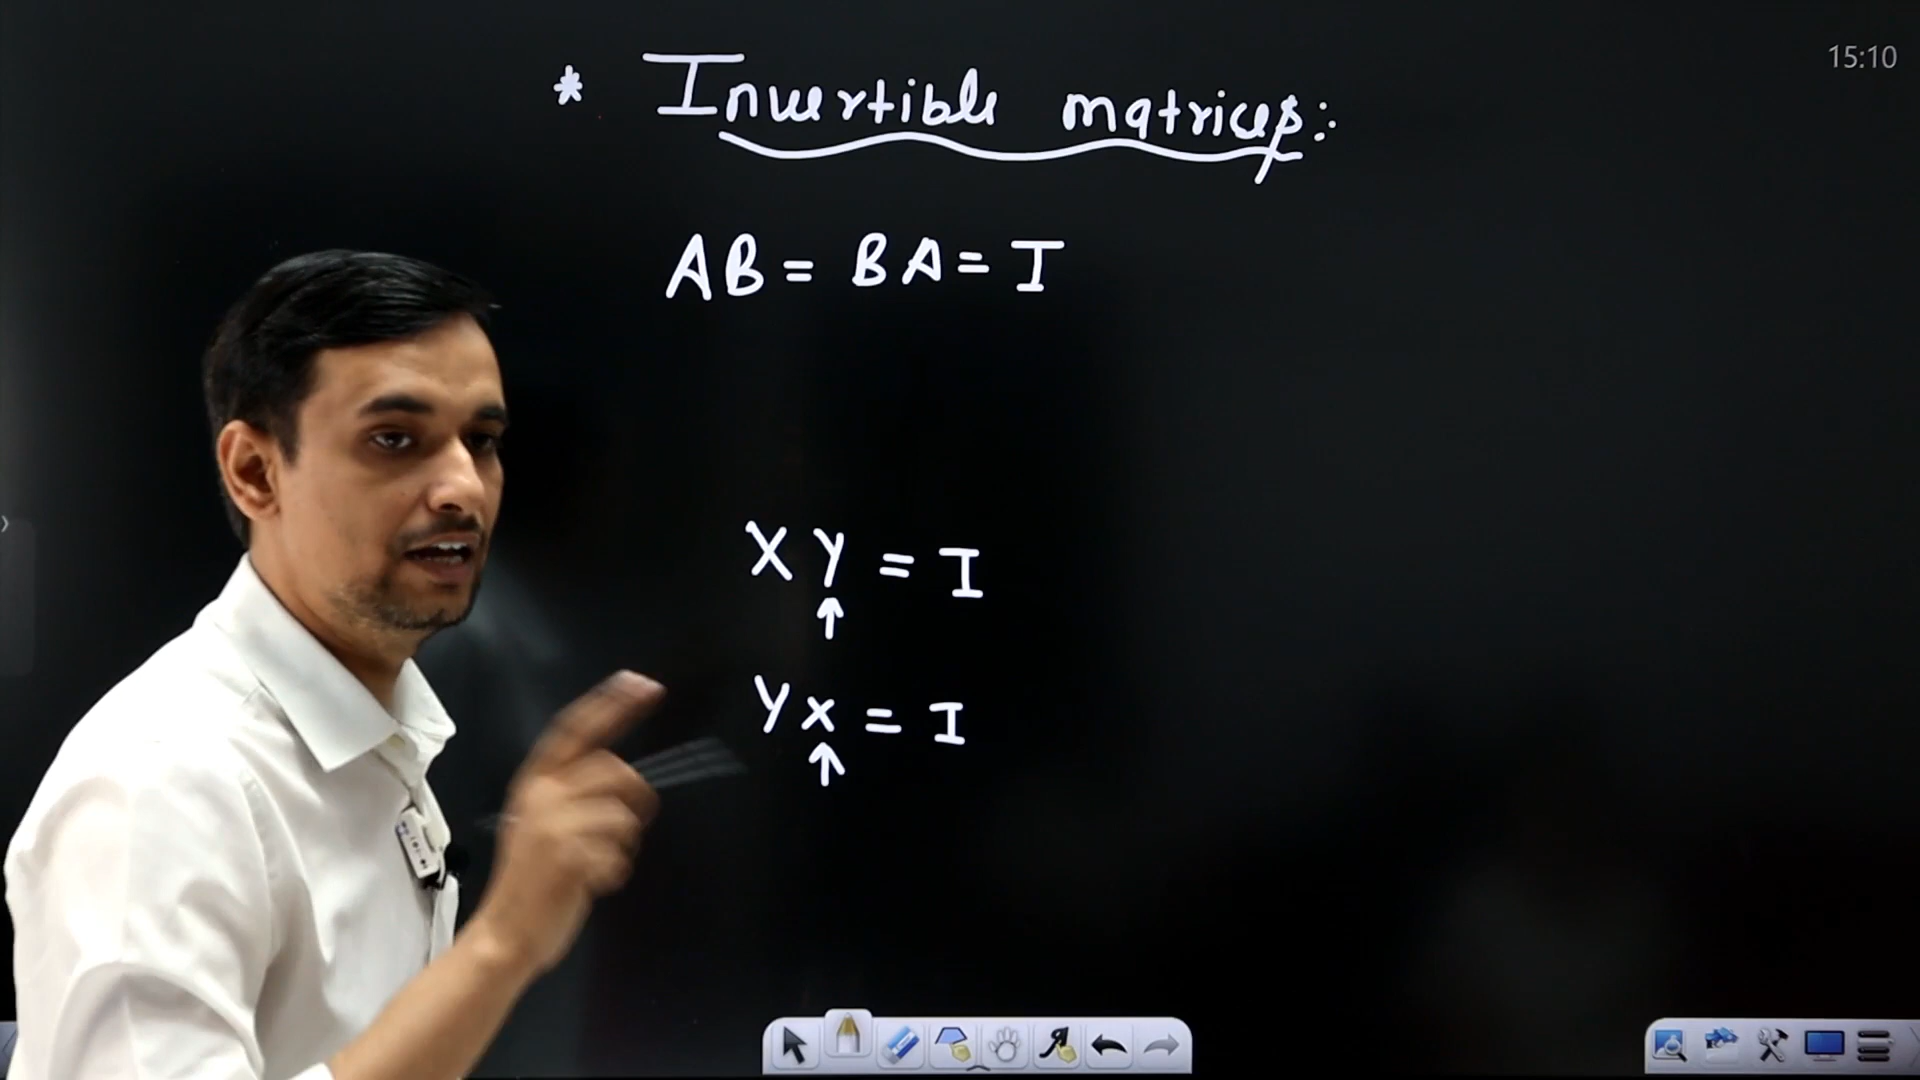 15:10
* Invertible matrices:
AB = BA = I
XY = I
YX = I